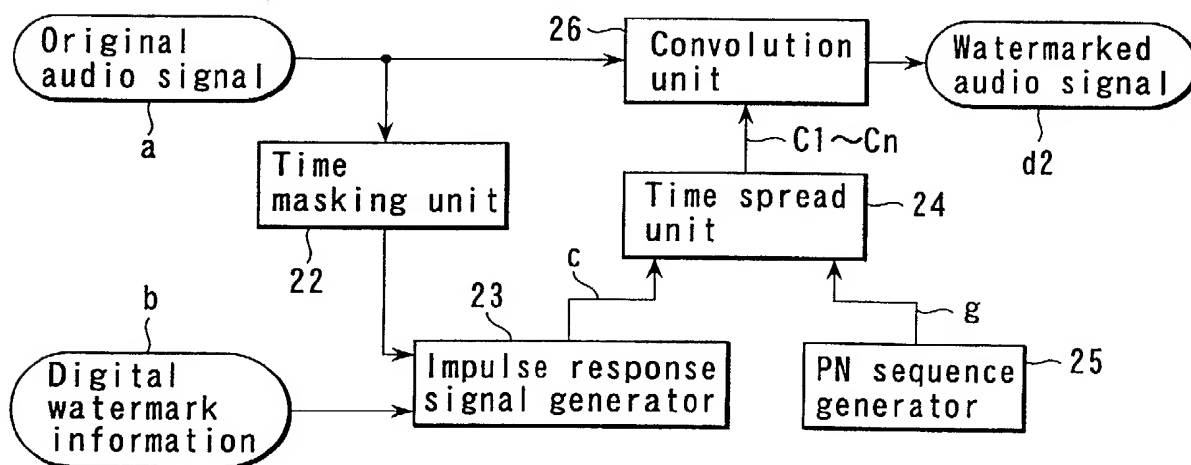 Original
audio signal
a
26
Convolution
unit
Watermarked
audio signal
d2
C1～Cn
Time
masking unit
22
Time spread
unit
24
c
g
b
23
Digital
watermark
information
Impulse response
signal generator
PN sequence
generator
25